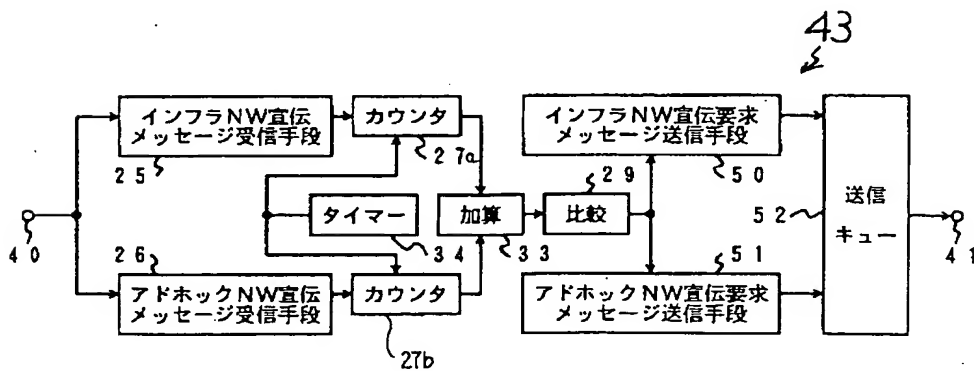 43
インフラNW宣伝
メッセージ受信手段
25
カウンタ
27a
インフラNW宣伝要求
メッセージ送信手段
50
タイマー
34
加算
33
比較
29
送信
キュー
52
40
41
26
アドホックNW宣伝
メッセージ受信手段
カウンタ
27b
51
アドホックNW宣伝要求
メッセージ送信手段